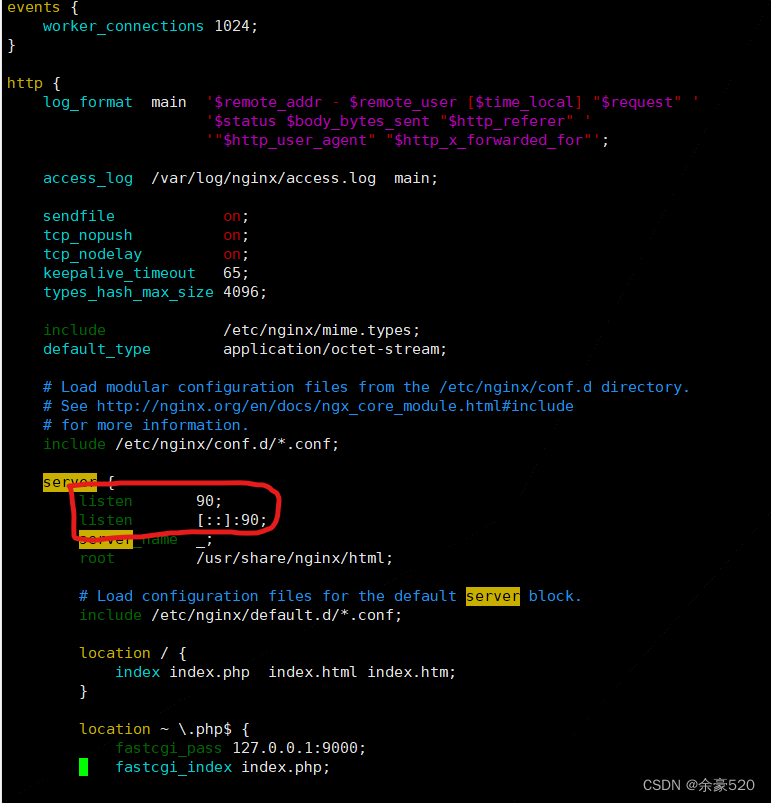 events {
    worker_connections 1024;
}
http {
    log_format  main  '$remote_addr - $remote_user [$time_local] "$request" '
                      '$status $body_bytes_sent "$http_referer" '
                      '"$http_user_agent" "$http_x_forwarded_for"';
    access_log  /var/log/nginx/access.log  main;
    sendfile            on;
    tcp_nopush          on;
    tcp_nodelay         on;
    keepalive_timeout   65;
    types_hash_max_size 4096;
    include             /etc/nginx/mime.types;
    default_type        application/octet-stream;
    # Load modular configuration files from the /etc/nginx/conf.d directory.
    # See http://nginx.org/en/docs/ngx_core_module.html#include
    # for more information.
    include /etc/nginx/conf.d/*.conf;
    server {
        listen       90;
        listen       [::]:90;
        server_name  _;
        root         /usr/share/nginx/html;
        # Load configuration files for the default server block.
        include /etc/nginx/default.d/*.conf;
        location / {
            index index.php  index.html index.htm;
        }
        location ~ \.php$ {
            fastcgi_pass 127.0.0.1:9000;
            fastcgi_index index.php;
CSDN @余豪520